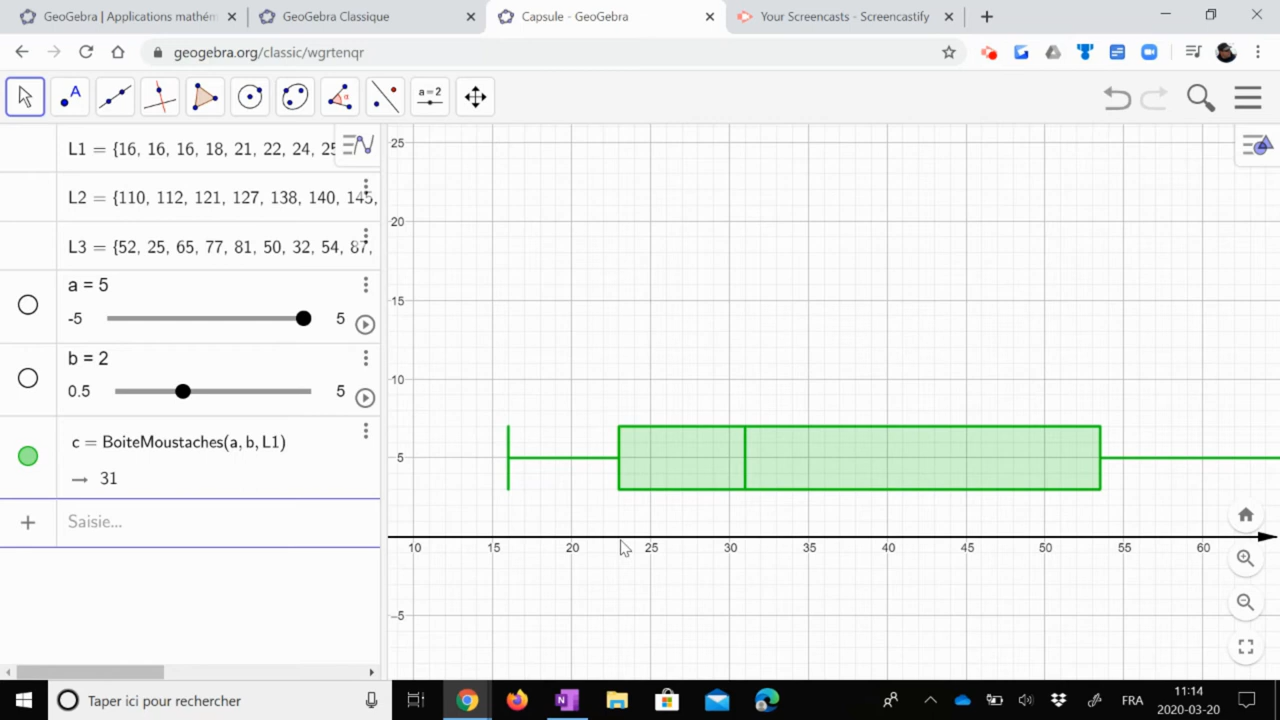 GeoGebra | Applications mathém
GeoGebra Classique
Capsule - GeoGebra
Your Screencasts - Screencastify
geogebra.org/classic/wgrtenqr
A
α
a=2
L1 = {16, 16, 16, 18, 21, 22, 24, 25
L2 = {110, 112, 121, 127, 138, 140, 145,
L3 = {52, 25, 65, 77, 81, 50, 32, 54, 87,
a = 5
-5 5
b = 2
0.5 5
c = BoiteMoustaches(a, b, L1)
→ 31
Saisie...
25
20
15
10
5
10 15 20 25 30 35 40 45 50 55 60
-5
Taper ici pour rechercher
FRA
11:14
2020-03-20